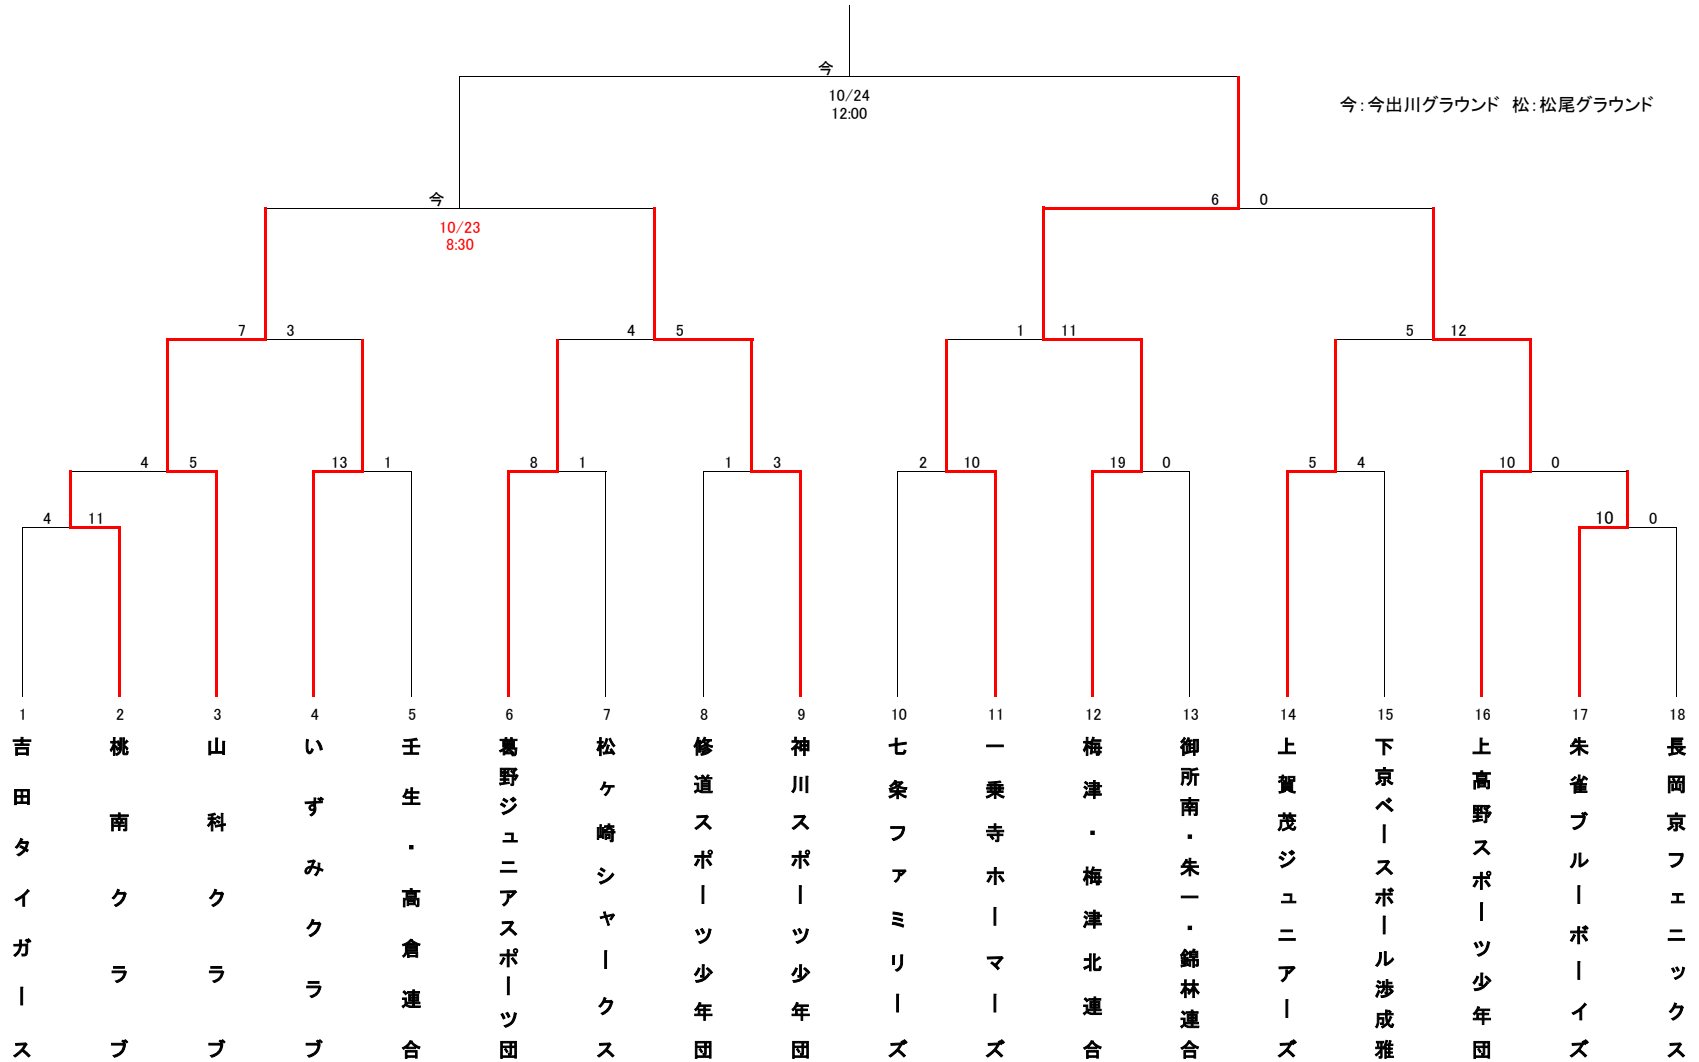 今
10/24
12:00
今：今出川グラウンド　松：松尾グラウンド
今
10/23
8:30
6 0
7 3
4 5
1 11
5 12
4 5
13 1
8 1
1 3
2 10
19 0
5 4
10 0
4 11
10 0
1 2 3 4 5 6 7 8 9 10 11 12 13 14 15 16 17 18
吉田タイガース
桃南クラブ
山科クラブ
いずみクラブ
壬生・高倉連合
葛野ジュニアスポーツ団
松ヶ崎シャークス
修道スポーツ少年団
神川スポーツ少年団
七条ファミリーズ
一乗寺ホーマーズ
梅津・梅津北連合
御所南・朱一・錦林連合
上賀茂ジュニアーズ
下京ベースボール渉成雅
上高野スポーツ少年団
朱雀ブルーボーイズ
長岡京フェニックス